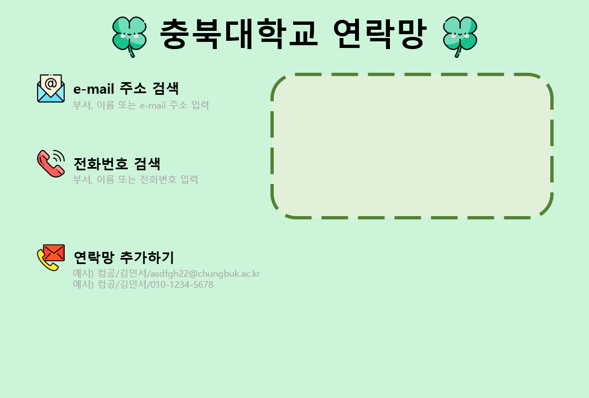 충북대학교 연락망
e-mail 주소 검색
부서, 이름 또는 e-mail 주소 입력
전화번호 검색
부서, 이름 또는 전화번호 입력
연락망 추가하기
예시) 컴공/김민서/asdfgh22@chungbuk.ac.kr
예시) 컴공/김민서/010-1234-5678